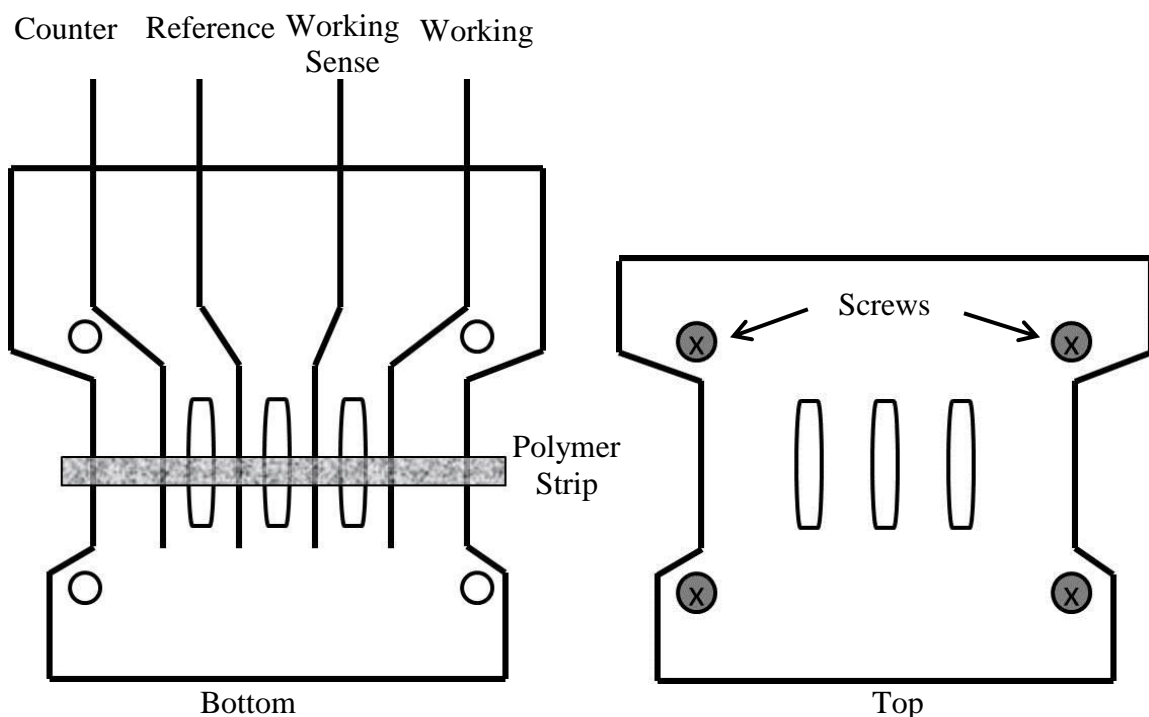 Counter
Reference
Working
Sense
Working
Screws
X
X
Polymer
Strip
X
X
Bottom
Top